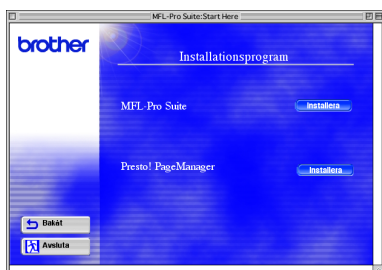 MFL-Pro Suite:Start Here
brother
Installationsprogram
MFL-Pro Suite
Installera
Presto! PageManager
Installera
Bakåt
Avsluta